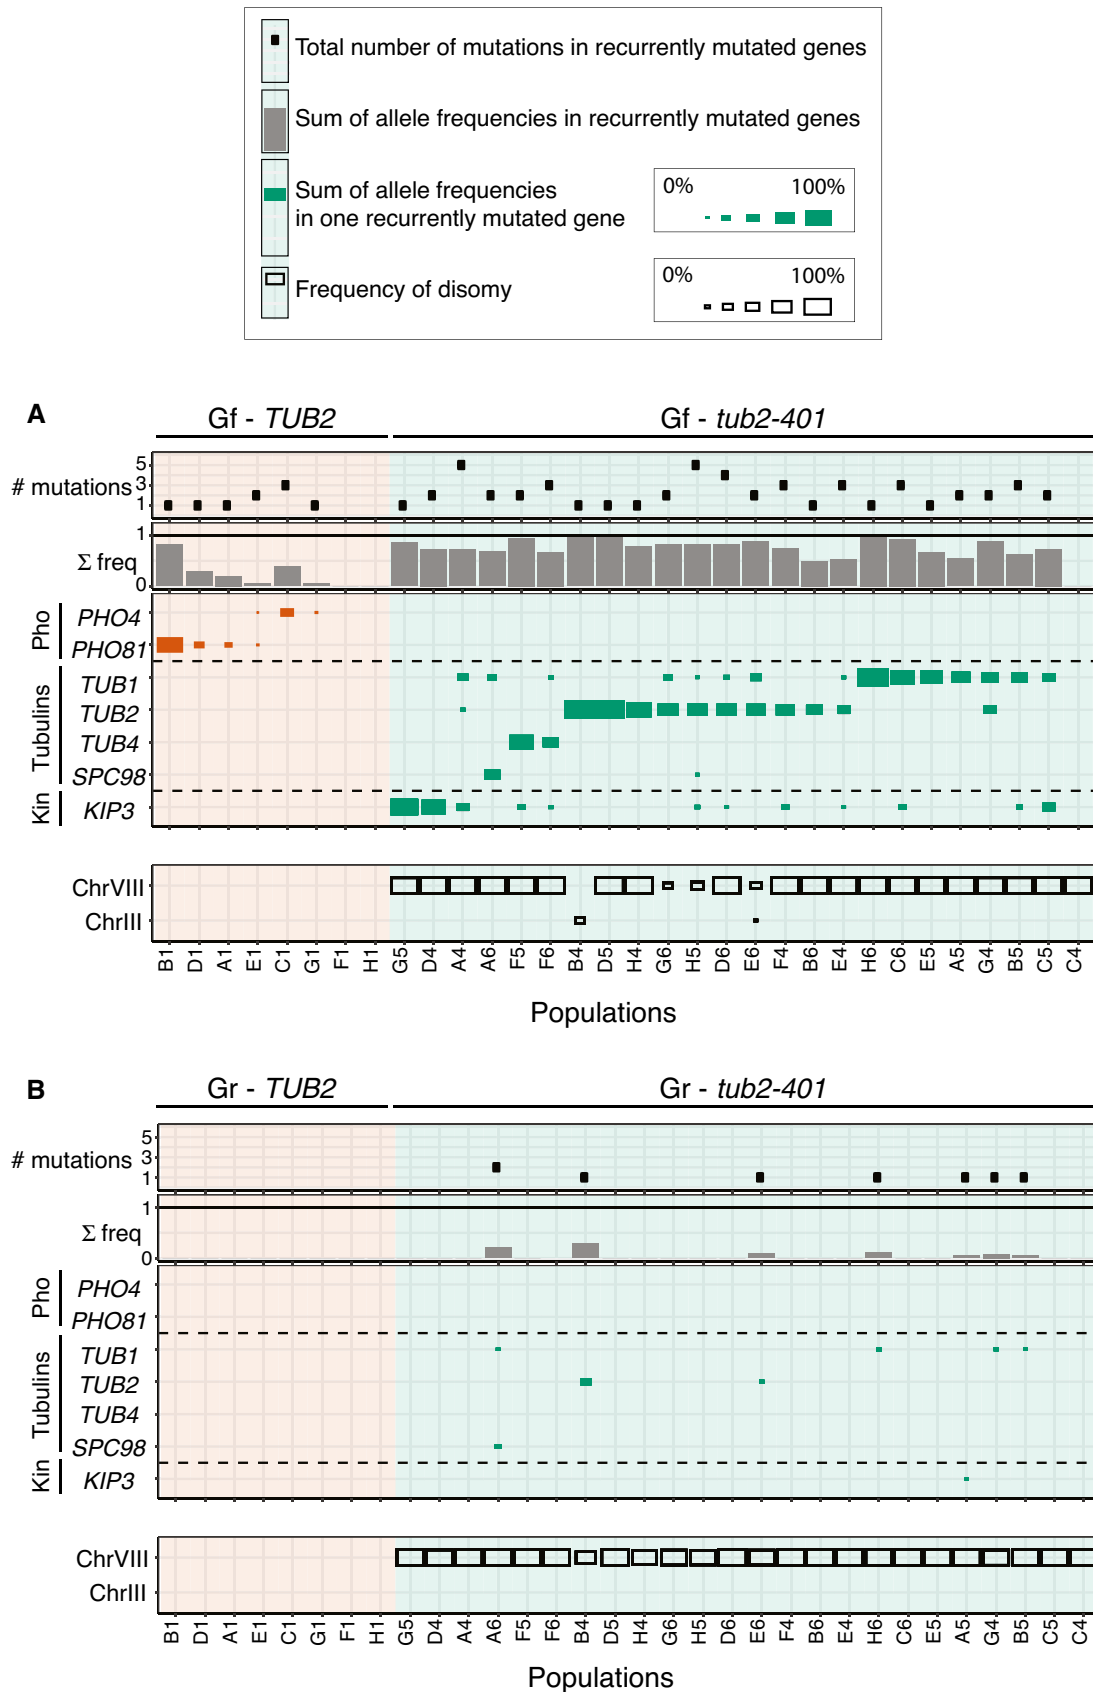 Total number of mutations in recurrently mutated genes
Sum of allele frequencies in recurrently mutated genes
Sum of allele frequencies
in one recurrently mutated gene
0% 100%
Frequency of disomy
0% 100%
A
Gf - TUB2
Gf - tub2-401
# mutations
5
3
1
Σ freq
1
0
Pho
PHO4
PHO81
Tubulins
TUB1
TUB2
TUB4
SPC98
Kin
KIP3
ChrVIII
ChrIII
B1 D1 A1 E1 C1 G1 F1 H1 G5 D4 A4 A6 F5 F6 B4 D5 H4 G6 H5 D6 E6 F4 B6 E4 H6 C6 E5 A5 G4 B5 C5 C4
Populations
B
Gr - TUB2
Gr - tub2-401
# mutations
5
3
1
Σ freq
1
0
Pho
PHO4
PHO81
Tubulins
TUB1
TUB2
TUB4
SPC98
Kin
KIP3
ChrVIII
ChrIII
B1 D1 A1 E1 C1 G1 F1 H1 G5 D4 A4 A6 F5 F6 B4 D5 H4 G6 H5 D6 E6 F4 B6 E4 H6 C6 E5 A5 G4 B5 C5 C4
Populations